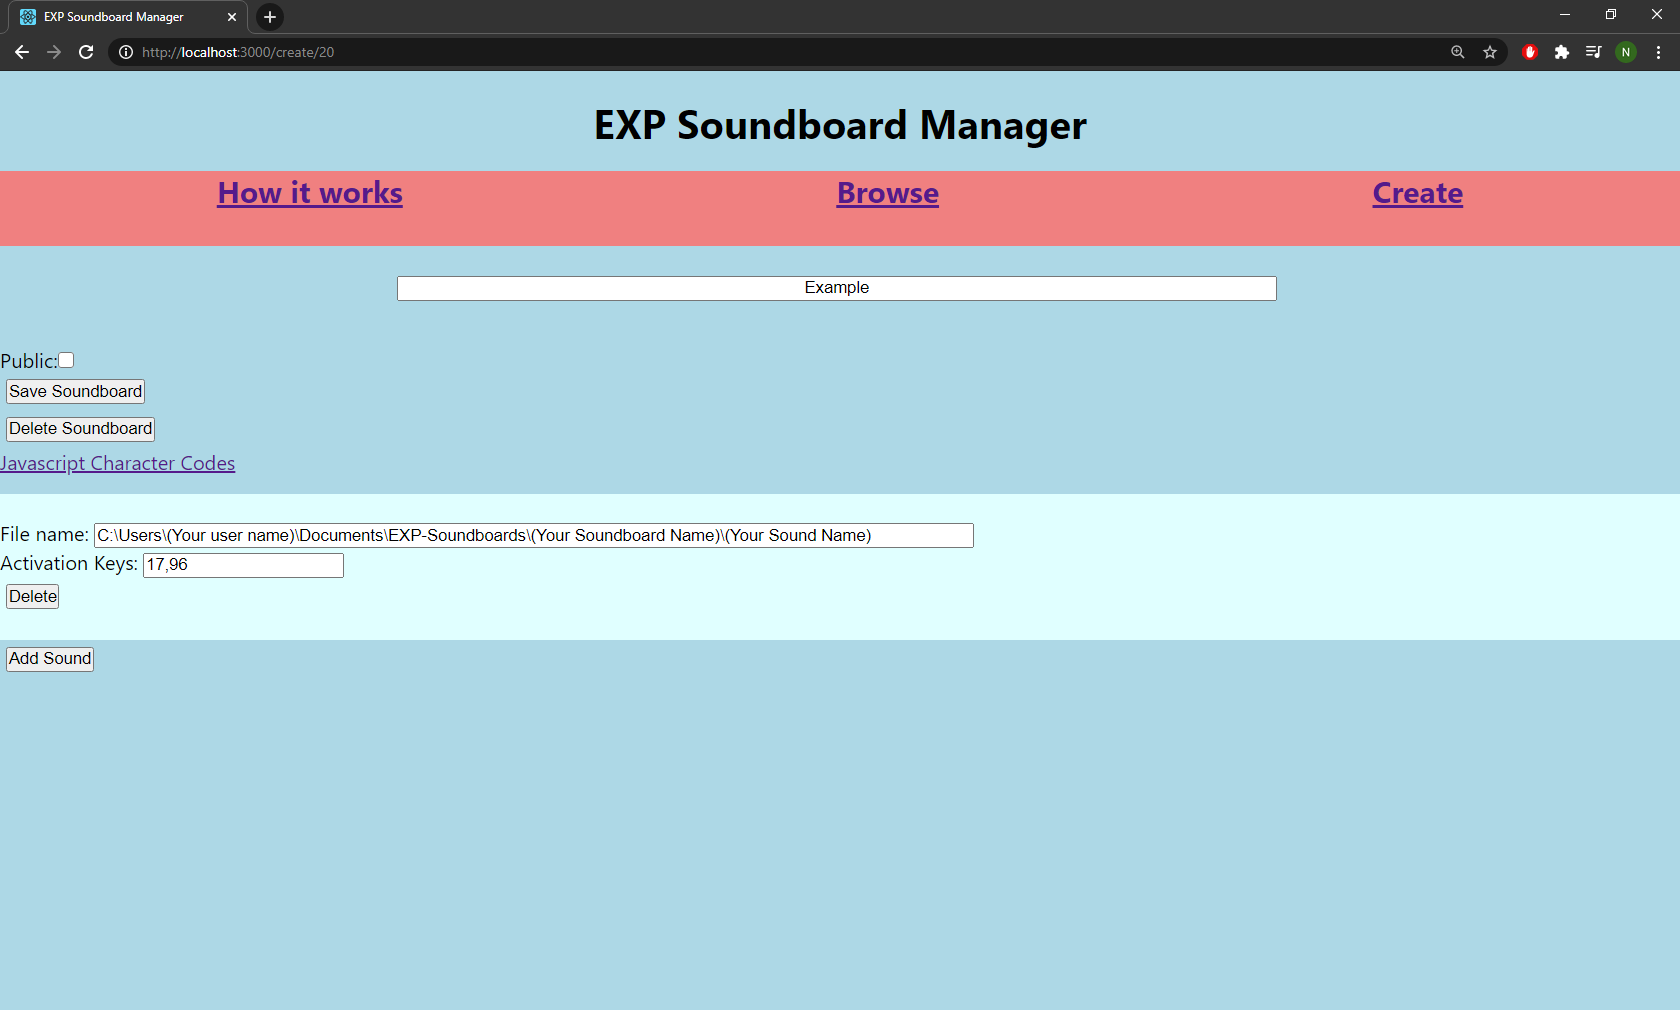 EXP Soundboard Manager
http://localhost:3000/create/20
N
EXP Soundboard Manager
How it works Browse Create
Example
Public:
Save Soundboard
Delete Soundboard
Javascript Character Codes
File name: C:\Users\(Your user name)\Documents\EXP-Soundboards\(Your Soundboard Name)\(Your Sound Name)
Activation Keys: 17,96
Delete
Add Sound